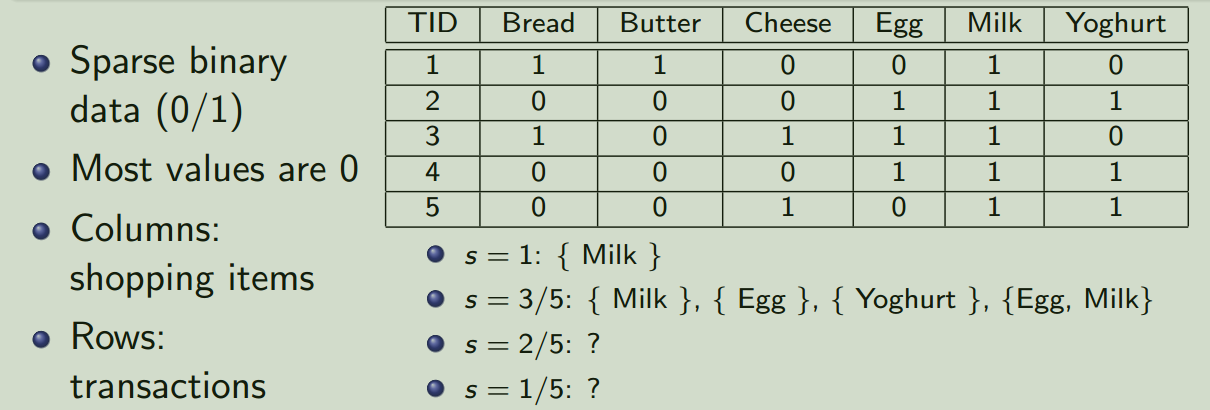 Sparse binary
data (0/1)
Most values are 0
Columns:
shopping items
Rows:
transactions
TID Bread Butter Cheese Egg Milk Yoghurt
1 1 1 0 0 1 0
2 0 0 0 1 1 1
3 1 0 1 1 1 0
4 0 0 0 1 1 1
5 0 0 1 0 1 1
s = 1: { Milk }
s = 3/5: { Milk }, { Egg }, { Yoghurt }, {Egg, Milk}
s = 2/5: ?
s = 1/5: ?